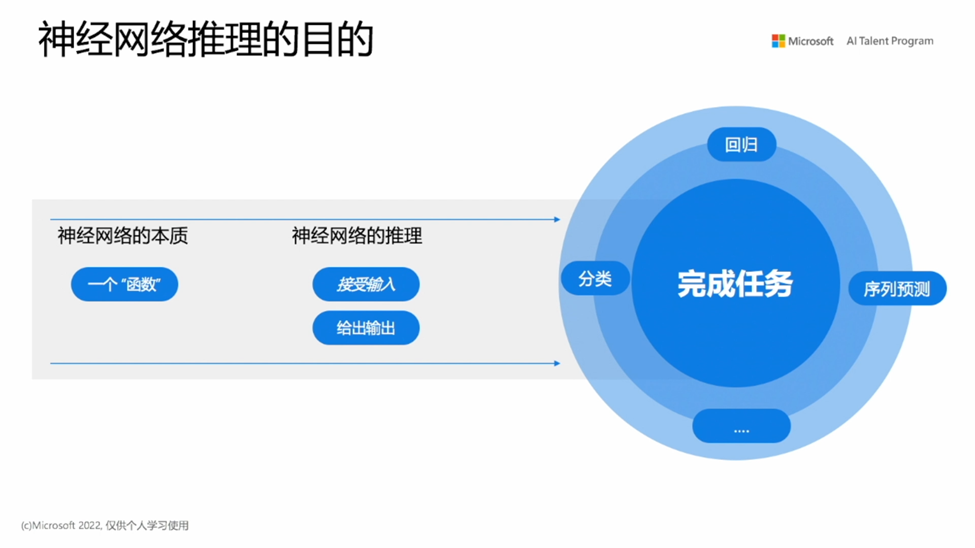 神经网络推理的目的
Microsoft AI Talent Program
神经网络的本质
一个 “函数”
神经网络的推理
接受输入
给出输出
回归
分类
完成任务
序列预测
....
(c)Microsoft 2022, 仅供个人学习使用